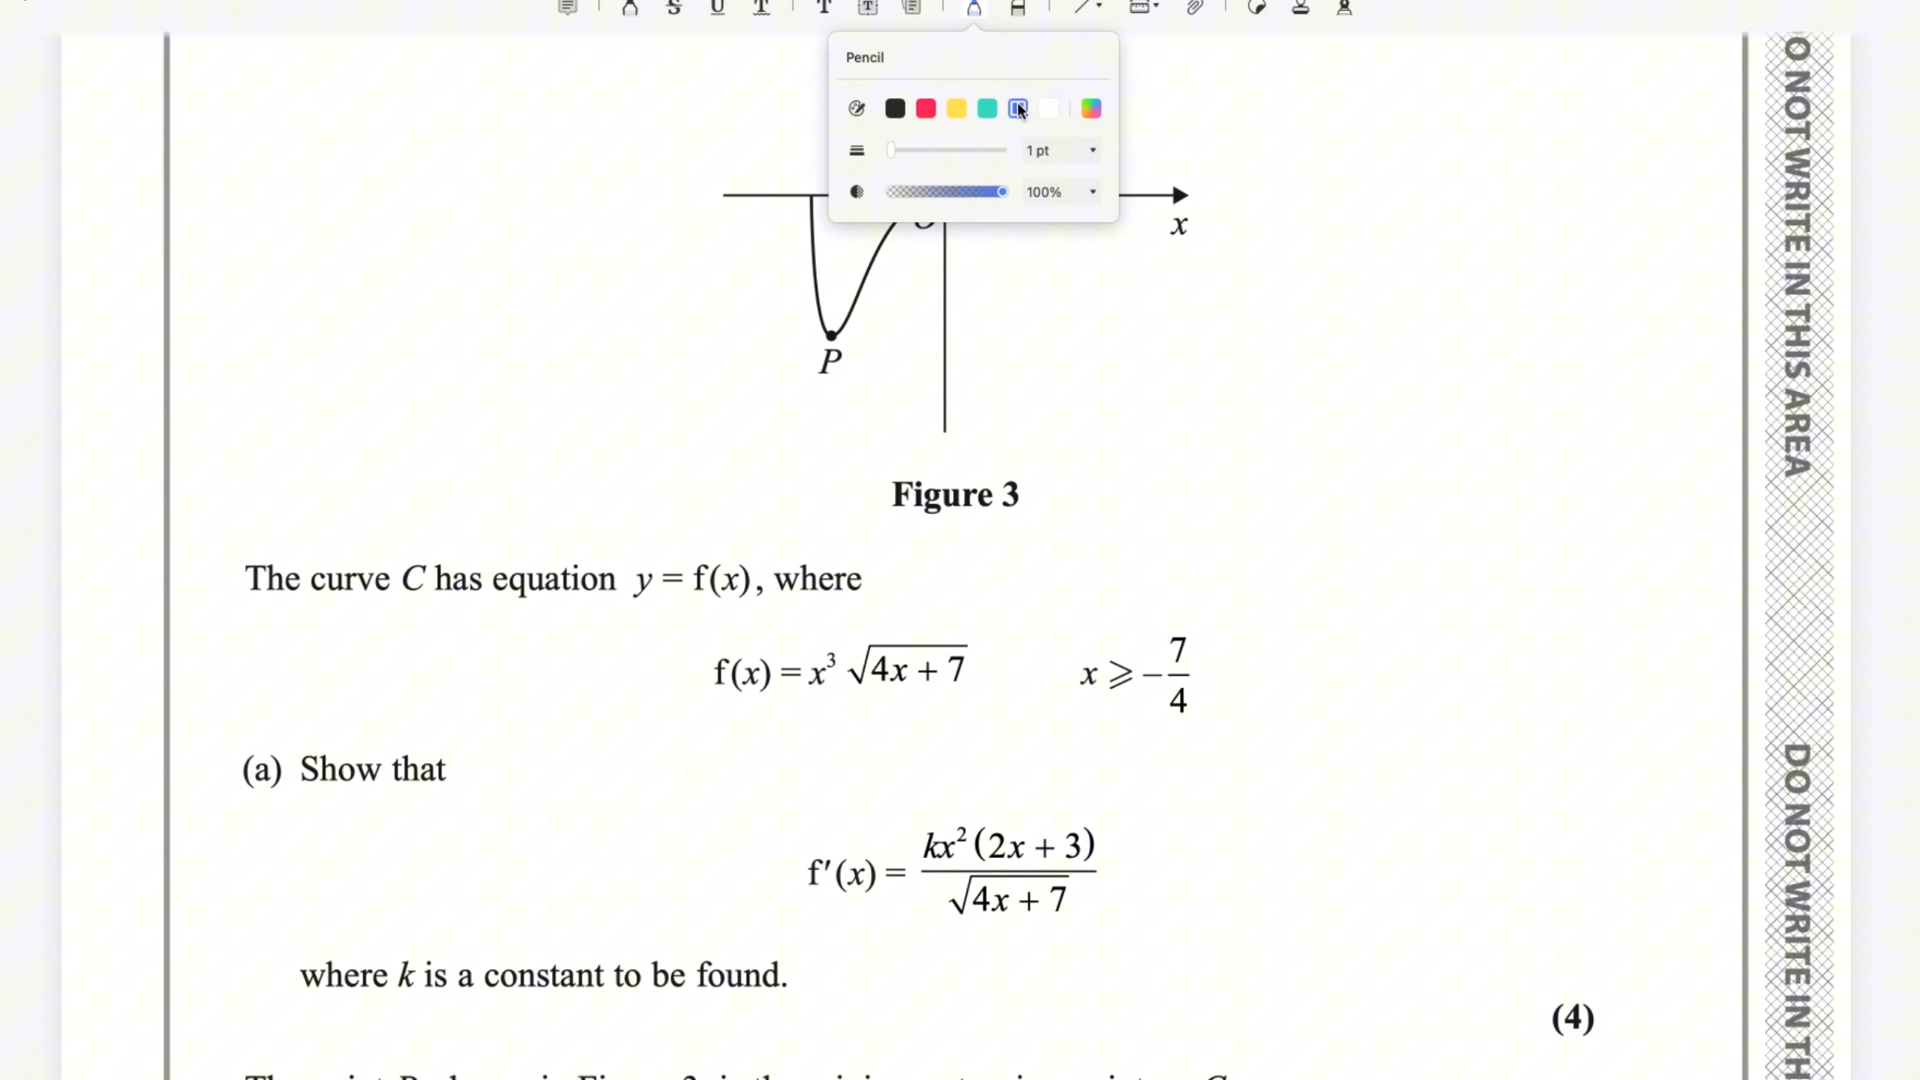 Pencil
1 pt
100%
x
P
Figure 3
The curve C has equation y = f(x), where
f(x) = x³ √(4x + 7) x ⩾ −7/4
(a) Show that
f′(x) = kx²(2x + 3)/√(4x + 7)
where k is a constant to be found.
(4)
O NOT WRITE IN THIS AREA
DO NOT WRITE IN TH